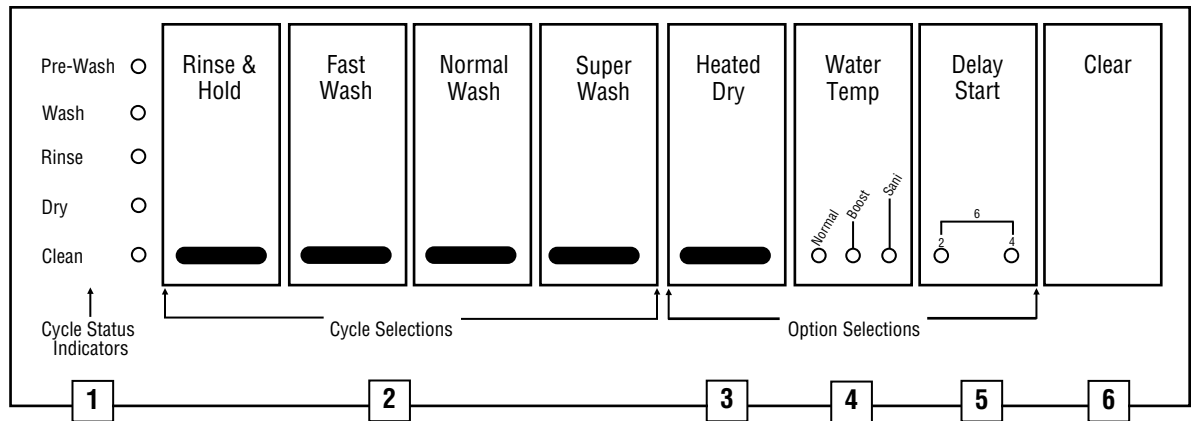 Pre-Wash
Wash
Rinse
Dry
Clean
Cycle Status
Indicators
Rinse &
Hold
Fast
Wash
Normal
Wash
Super
Wash
Cycle Selections
Heated
Dry
Water
Temp
Normal
Boost
Sani
Delay
Start
6
2
4
Option Selections
Clear
1
2
3
4
5
6